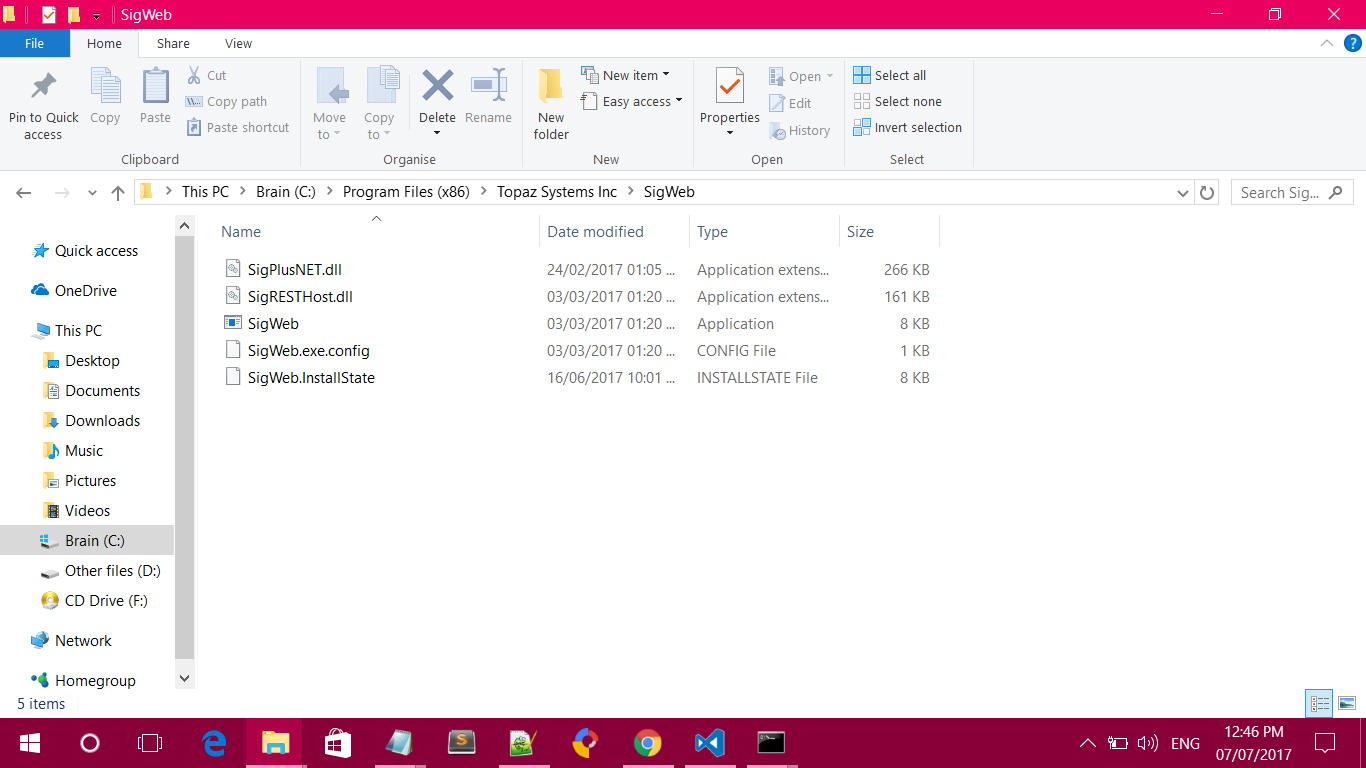 SigWeb
File Home Share View
Pin to Quick access
Copy
Paste
Cut
Copy path
Paste shortcut
Clipboard
Move to
Copy to
Delete
Rename
Organise
New folder
New item
Easy access
New
Properties
Open
Edit
History
Open
Select all
Select none
Invert selection
Select
This PC Brain (C:) Program Files (x86) Topaz Systems Inc SigWeb
Search Sig...
Name Date modified Type Size
SigPlusNET.dll 24/02/2017 01:05 ... Application extens... 266 KB
SigRESTHost.dll 03/03/2017 01:20 ... Application extens... 161 KB
SigWeb 03/03/2017 01:20 ... Application 8 KB
SigWeb.exe.config 03/03/2017 01:20 ... CONFIG File 1 KB
SigWeb.InstallState 16/06/2017 10:01 ... INSTALLSTATE File 8 KB
Quick access
OneDrive
This PC
Desktop
Documents
Downloads
Music
Pictures
Videos
Brain (C:)
Other files (D:)
CD Drive (F:)
Network
Homegroup
5 items
ENG
12:46 PM
07/07/2017